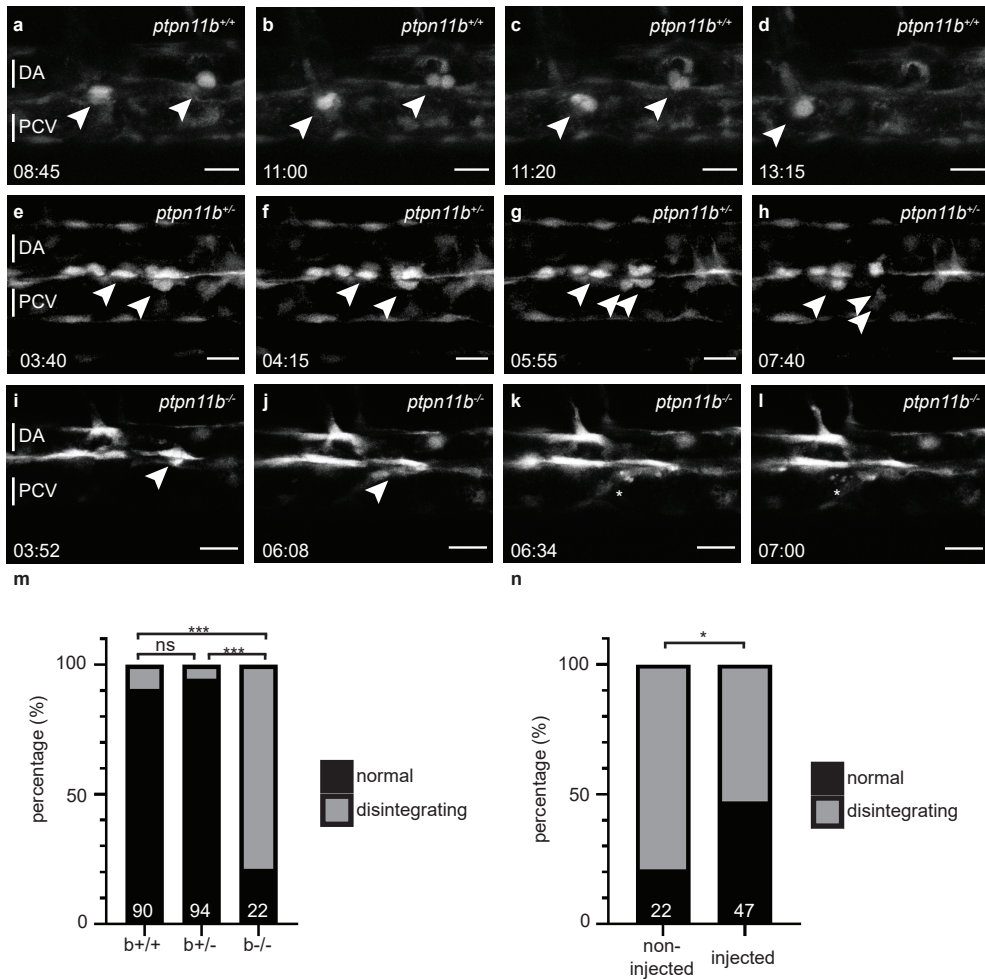 a ptpn11b+/+
DA
PCV
08:45
b ptpn11b+/+
11:00
c ptpn11b+/+
11:20
d ptpn11b+/+
13:15
e ptpn11b+/-
DA
PCV
03:40
f ptpn11b+/-
04:15
g ptpn11b+/-
05:55
h ptpn11b+/-
07:40
i ptpn11b-/-
DA
PCV
03:52
j ptpn11b-/-
06:08
k ptpn11b-/-
*
06:34
l ptpn11b-/-
*
07:00
m
***
ns ***
100
50
0
percentage (%)
90 94 22
b+/+ b+/- b-/-
normal
disintegrating
n
*
100
50
0
percentage (%)
22 47
non-
injected
injected
normal
disintegrating